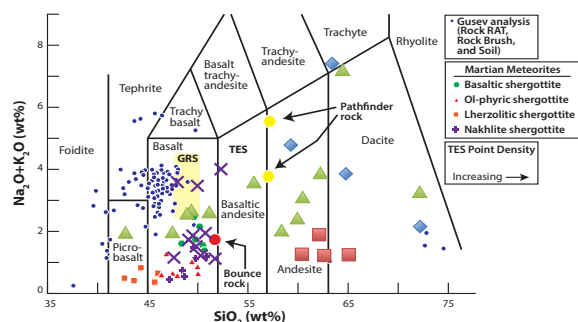 8
6
4
2
0
Na2O+K2O (wt%)
35
45
55
65
75
SiO2 (wt%)
Foidite
Tephrite
Trachy
basalt
Basalt
trachy-
andesite
Trachy-
andesite
Trachyte
Rhyolite
Dacite
Andesite
Basaltic
andesite
Basalt
GRS
TES
Picro-
basalt
Pathfinder
rock
Bounce
rock
Gusev analysis
(Rock RAT,
Rock Brush,
and Soil)
Martian Meteorites
Basaltic shergottite
Ol-phyric shergottite
Lherzolitic shergottite
Nakhlite shergottite
TES Point Density
Increasing